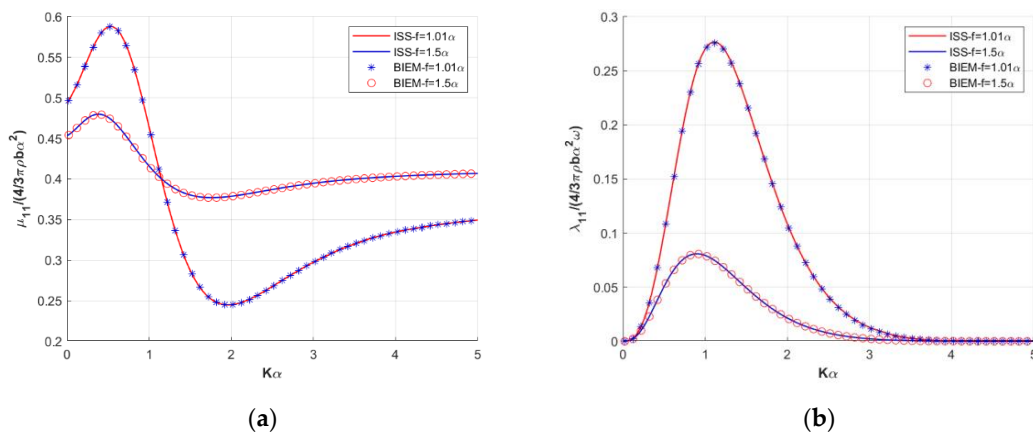 0.6
0.55
0.5
0.45
0.4
0.35
0.3
0.25
0.2
μ₁₁/(4/3πρbα²)
0 1 2 3 4 5
Kα
ISS-f=1.01α
ISS-f=1.5α
BIEM-f=1.01α
BIEM-f=1.5α
(a)
0.3
0.25
0.2
0.15
0.1
0.05
0
λ₁₁/(4/3πρbα²ω)
0 1 2 3 4 5
Kα
ISS-f=1.01α
ISS-f=1.5α
BIEM-f=1.01α
BIEM-f=1.5α
(b)